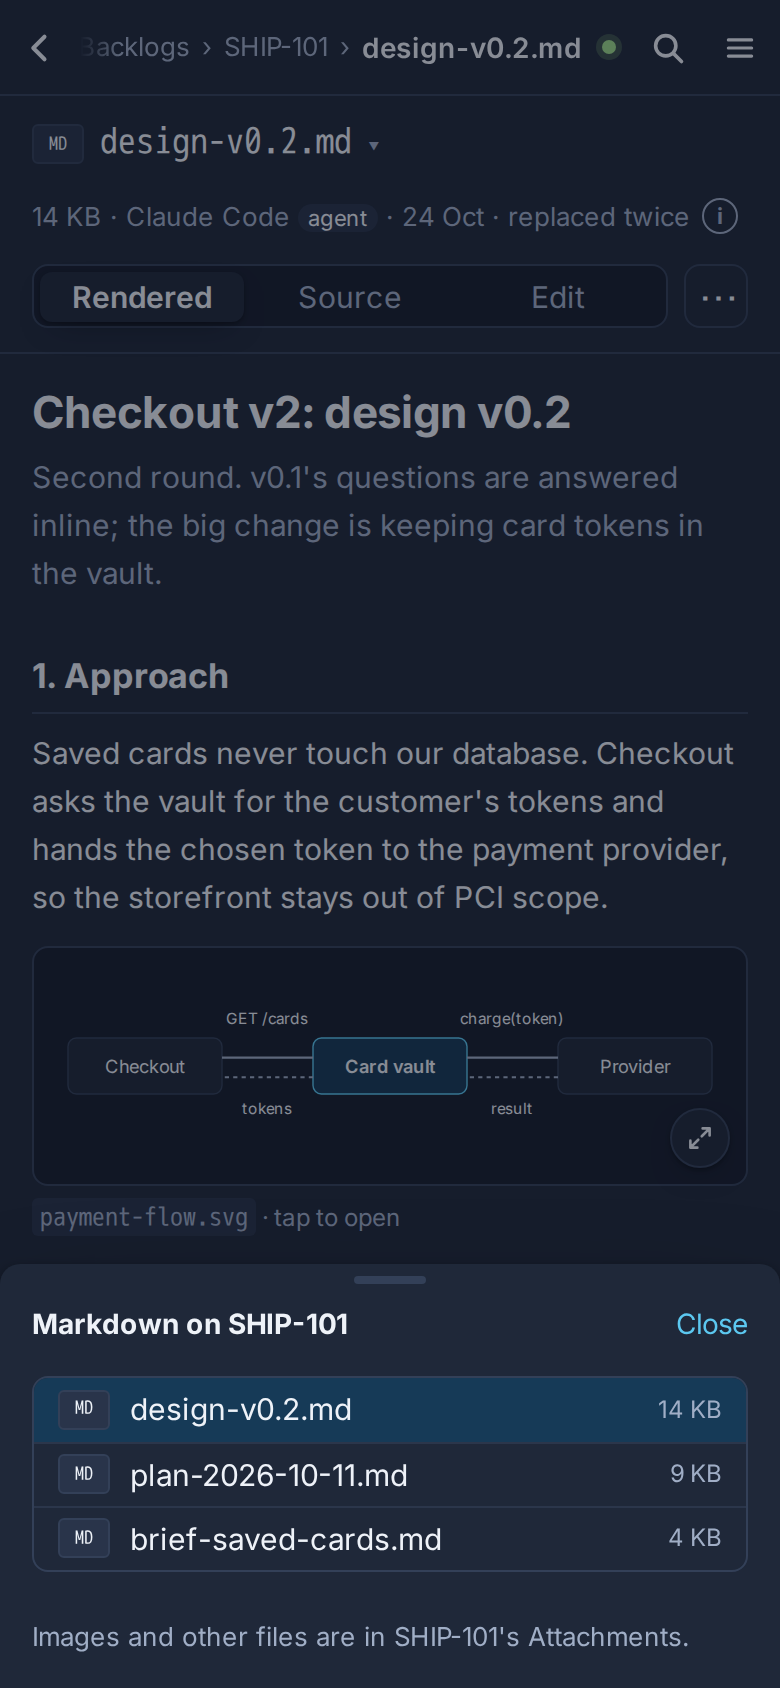 Backlogs › SHIP-101 › design-v0.2.md
MD design-v0.2.md ▾
14 KB · Claude Code agent · 24 Oct · replaced twice i
Rendered Source Edit ···
Checkout v2: design v0.2
Second round. v0.1's questions are answered
inline; the big change is keeping card tokens in
the vault.
1. Approach
Saved cards never touch our database. Checkout
asks the vault for the customer's tokens and
hands the chosen token to the payment provider,
so the storefront stays out of PCI scope.
GET /cards charge(token)
Checkout Card vault Provider
tokens result
payment-flow.svg · tap to open
Markdown on SHIP-101 Close
MD design-v0.2.md 14 KB
MD plan-2026-10-11.md 9 KB
MD brief-saved-cards.md 4 KB
Images and other files are in SHIP-101's Attachments.